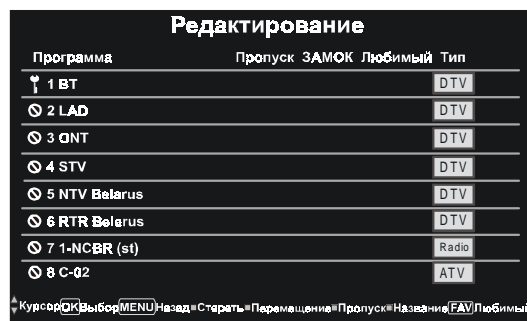 Редактирование
Программа Пропуск ЗАМОК Любимый Тип
1 BT DTV
2 LAD DTV
3 ONT DTV
4 STV DTV
5 NTV Belarus DTV
6 RTR Belarus DTV
7 1-NCBR (st) Radio
8 C-02 ATV
Курсор OK Выбор MENU Назад Стереть Перемещение Пропуск Название FAV Любимый